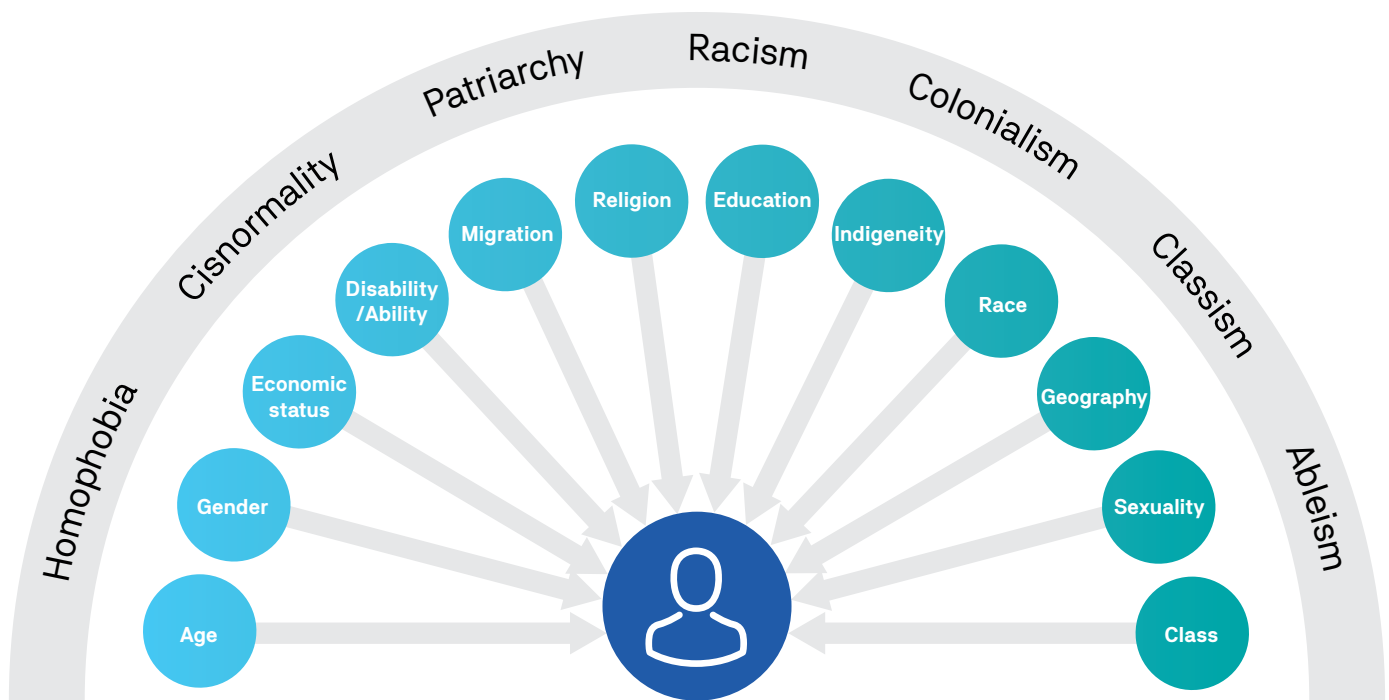 Homophobia
Cisnormality
Patriarchy
Racism
Colonialism
Classism
Ableism
Age
Gender
Economic
status
Disability
/Ability
Migration
Religion
Education
Indigeneity
Race
Geography
Sexuality
Class